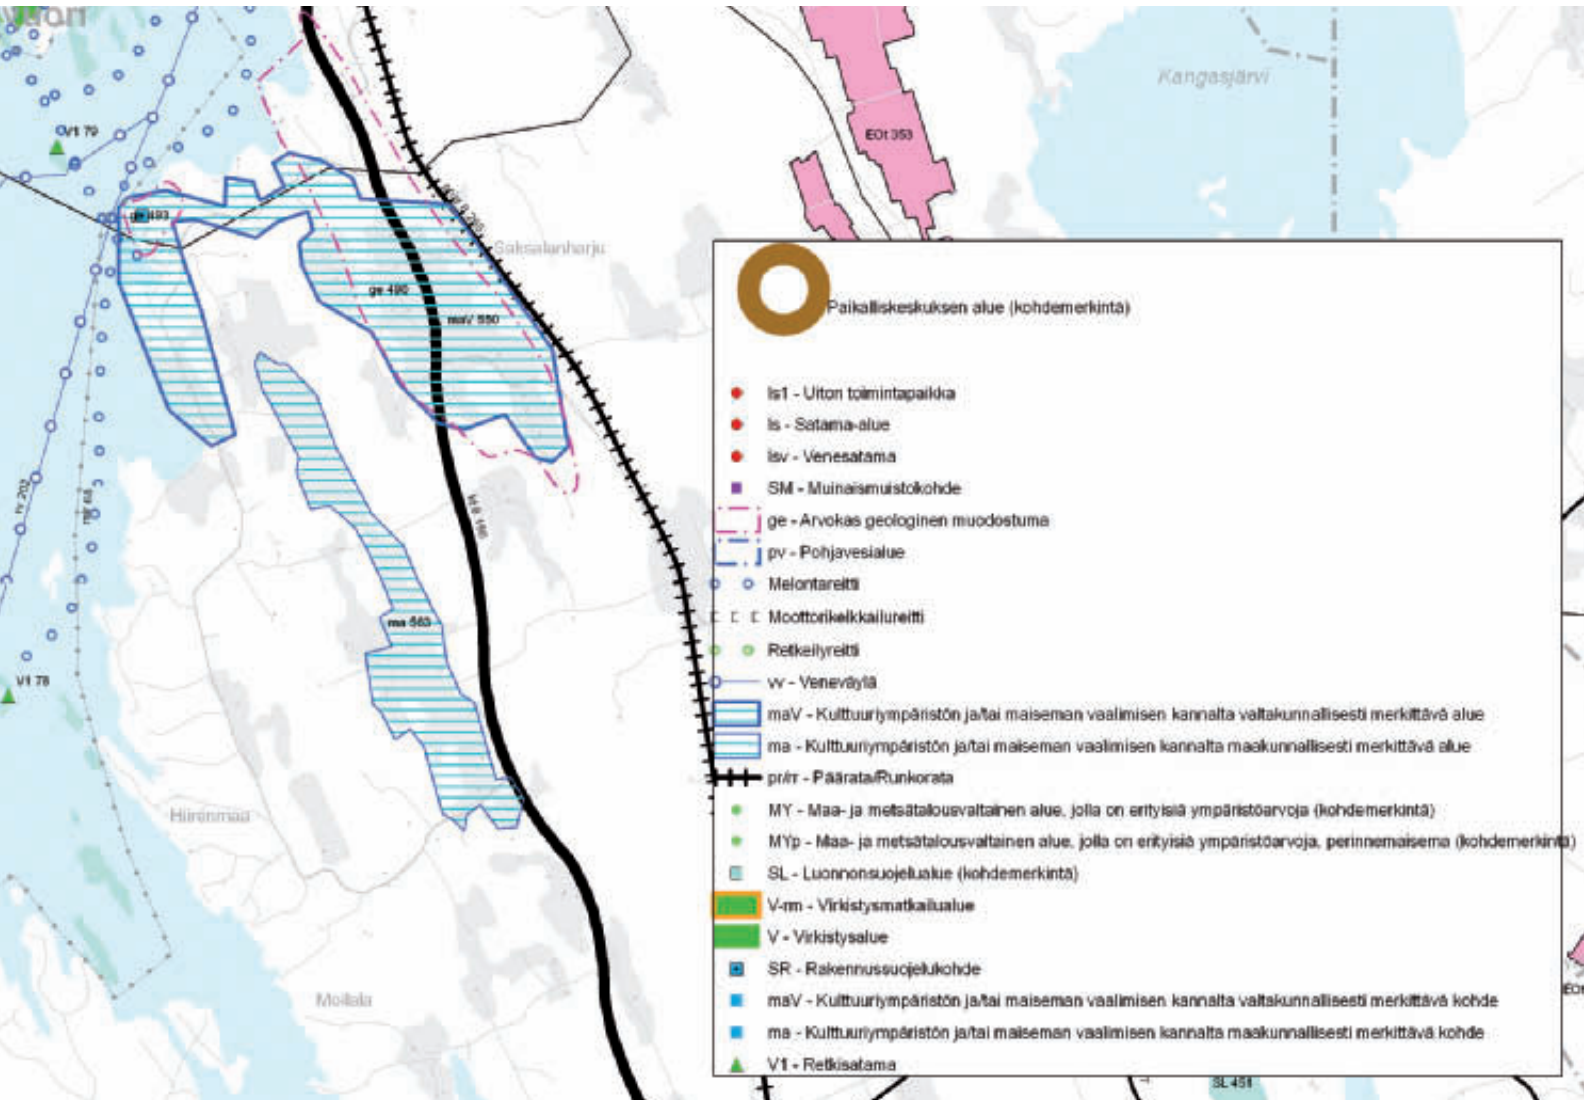 vuori
Kangasjärvi
V1 79
EOt 353
ge 493
Saksalanharju
ge 490
maV 550
Paikalliskeskuksen alue (kohdemerkintä)
ls1 - Uiton toimintapaikka
ls - Satama-alue
lsv - Venesatama
SM - Muinaismuistokohde
ge - Arvokas geologinen muodostuma
pv - Pohjavesialue
Melontareitti
Moottorikelkkailureitti
Retkeilyreitti
vv - Veneväylä
maV - Kulttuuriympäristön ja/tai maiseman vaalimisen kannalta valtakunnallisesti merkittävä alue
ma - Kulttuuriympäristön ja/tai maiseman vaalimisen kannalta maakunnallisesti merkittävä alue
pr/rr - Päärata/Runkorata
MY - Maa- ja metsätalousvaltainen alue, jolla on erityisiä ympäristöarvoja (kohdemerkintä)
MYp - Maa- ja metsätalousvaltainen alue, jolla on erityisiä ympäristöarvoja, perinnemaisema (kohdemerkintä)
SL - Luonnonsuojelualue (kohdemerkintä)
V-rm - Virkistysmatkailualue
V - Virkistysalue
SR - Rakennussuojelukohde
maV - Kulttuuriympäristön ja/tai maiseman vaalimisen kannalta valtakunnallisesti merkittävä kohde
ma - Kulttuuriympäristön ja/tai maiseman vaalimisen kannalta maakunnallisesti merkittävä kohde
V1 - Retkisatama
ma 563
V1 78
Hiirenmaa
Moilala
EOt
SL 451